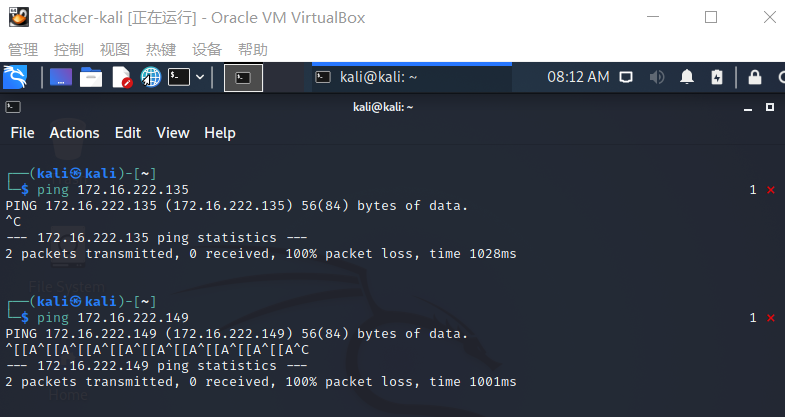 attacker-kali [正在运行] - Oracle VM VirtualBox
管理 控制 视图 热键 设备 帮助
kali@kali: ~ 08:12 AM
kali@kali: ~
File Actions Edit View Help
┌──(kali㉿kali)-[~]
└─$ ping 172.16.222.135 1 ⨯
PING 172.16.222.135 (172.16.222.135) 56(84) bytes of data.
^C
--- 172.16.222.135 ping statistics ---
2 packets transmitted, 0 received, 100% packet loss, time 1028ms
File System
┌──(kali㉿kali)-[~]
└─$ ping 172.16.222.149 1 ⨯
PING 172.16.222.149 (172.16.222.149) 56(84) bytes of data.
^[[A^[[A^[[A^[[A^[[A^[[A^[[A^[[A^[[A^C
--- 172.16.222.149 ping statistics ---
2 packets transmitted, 0 received, 100% packet loss, time 1001ms
Home